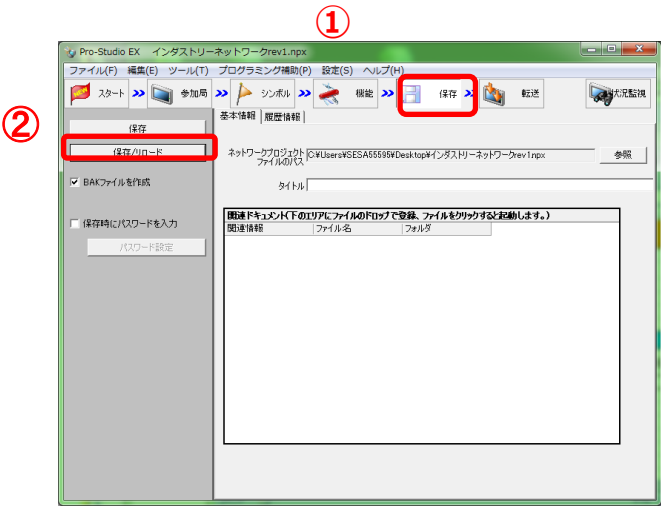 ①
Pro-Studio EX インダストリーネットワークrev1.npx
ファイル(F) 編集(E) ツール(T) プログラミング補助(P) 設定(S) ヘルプ(H)
スタート 参加局 シンボル 機能 保存 転送 状況監視
②
保存
保存/リロード
BAKファイルを作成
保存時にパスワードを入力
パスワード設定
基本情報 履歴情報
ネットワークプロジェクト
ファイルのパス
C:¥Users¥SESA55595¥Desktop¥インダストリーネットワークrev1.npx
参照
タイトル
関連ドキュメント(下のエリアにファイルのドロップで登録、ファイルをクリックすると起動します。)
関連情報 ファイル名 フォルダ